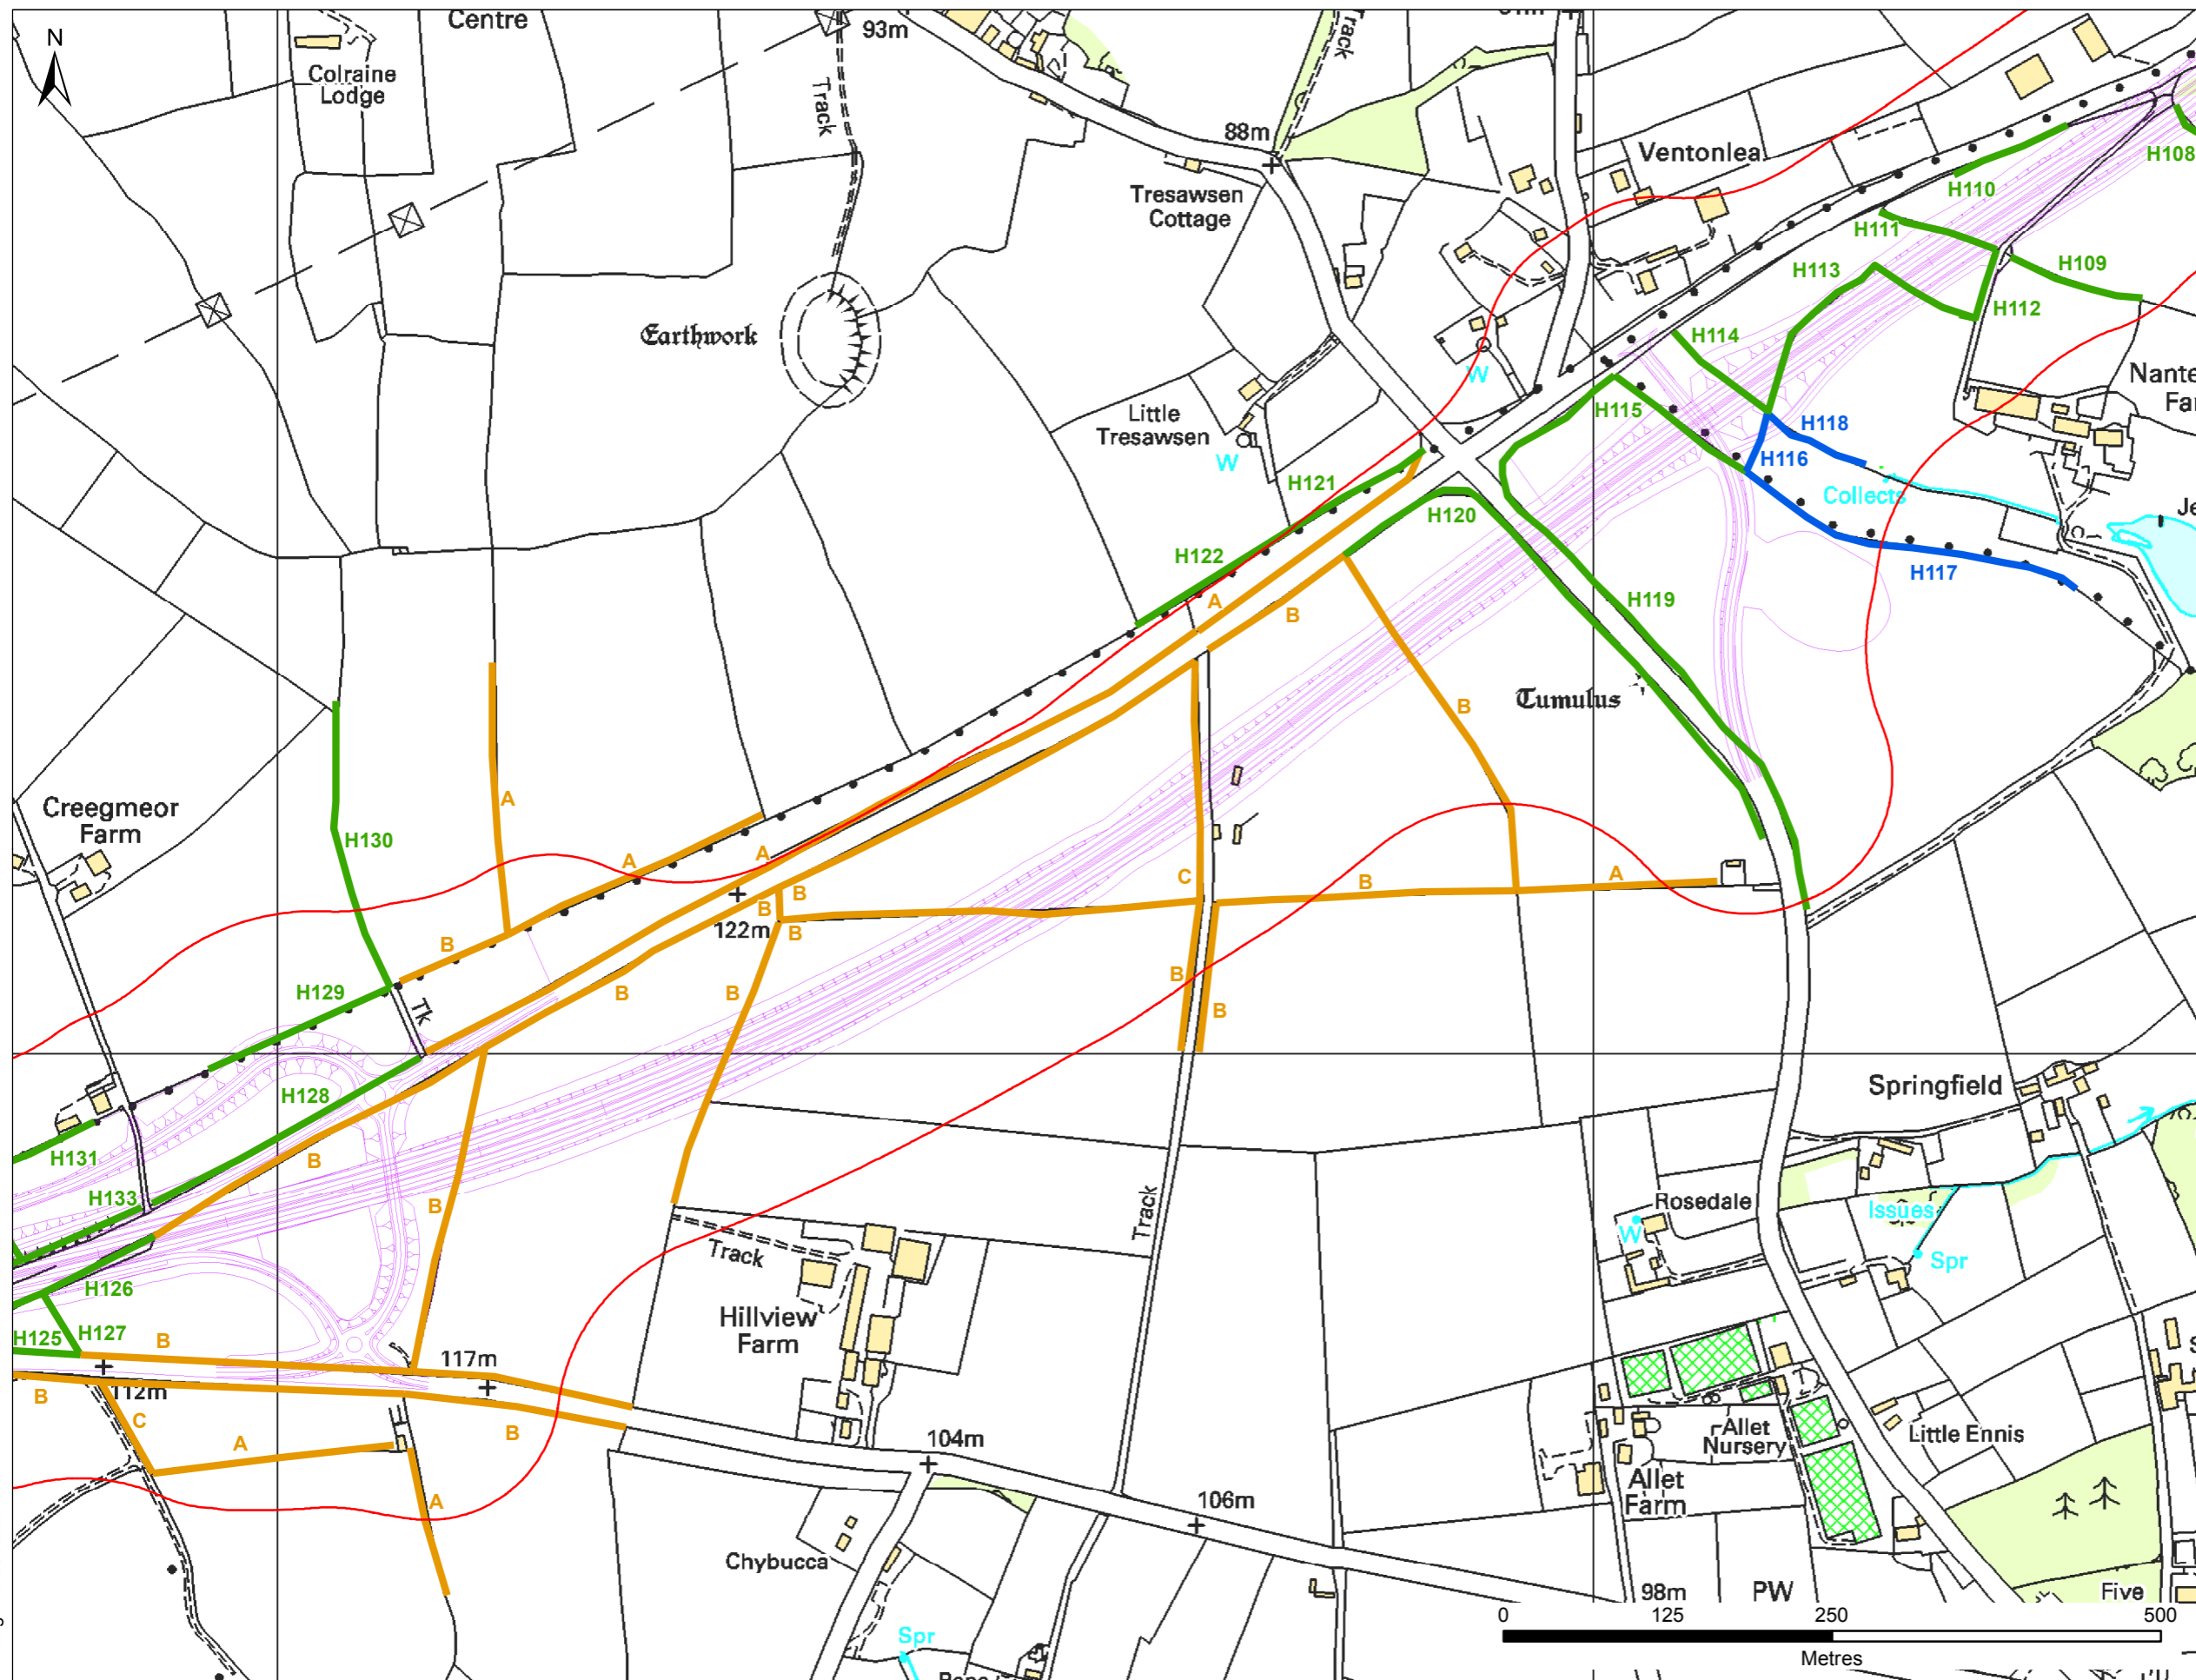 N
Centre
93m
Track
Colraine
Lodge
Track
88m
Tresawsen
Cottage
Ventonlea
H108
H110
H111
H109
H113
H112
H114
Earthwork
W
Little
Tresawsen
W
H115
H118
H116
Collects
H117
H121
H120
H122
A
B
H119
Tumulus
B
Creegmeor
Farm
H130
A
A
A
B
B
B
122m
C
B
A
B
H129
Tk
B
B
B
B
H128
Springfield
H131
B
H133
B
Track
Rosedale
W
Issues
Spr
Track
H126
Hillview
Farm
H125
H127
B
117m
112m
B
C
A
B
104m
Allet
Nursery
Little Ennis
A
106m
Allet
Farm
Chybucca
98m
PW
Five
0
125
250
500
Metres
Spr